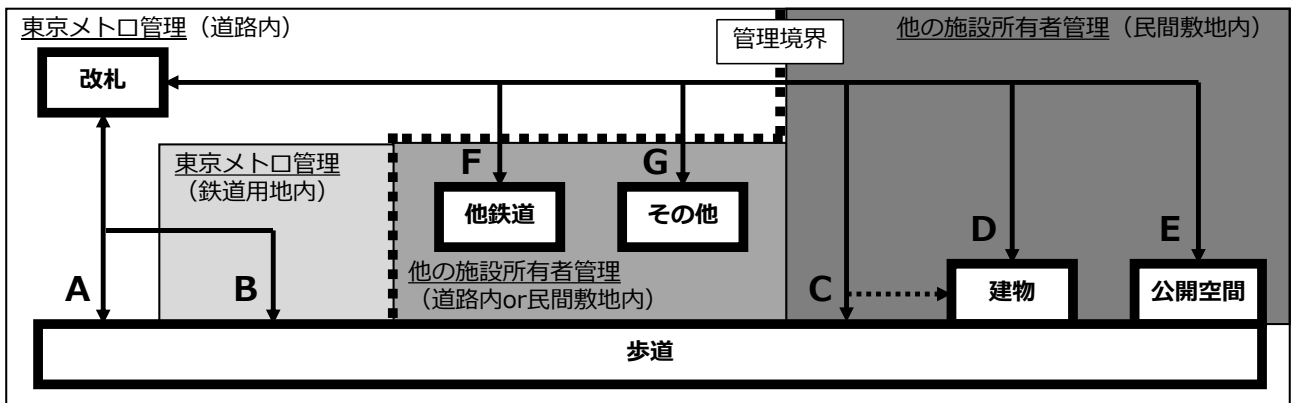 東京メトロ管理（道路内）
管理境界
他の施設所有者管理（民間敷地内）
改札
東京メトロ管理
（鉄道用地内）
F
G
他鉄道
その他
D
E
他の施設所有者管理
（道路内or民間敷地内）
A
B
C
建物
公開空間
歩道